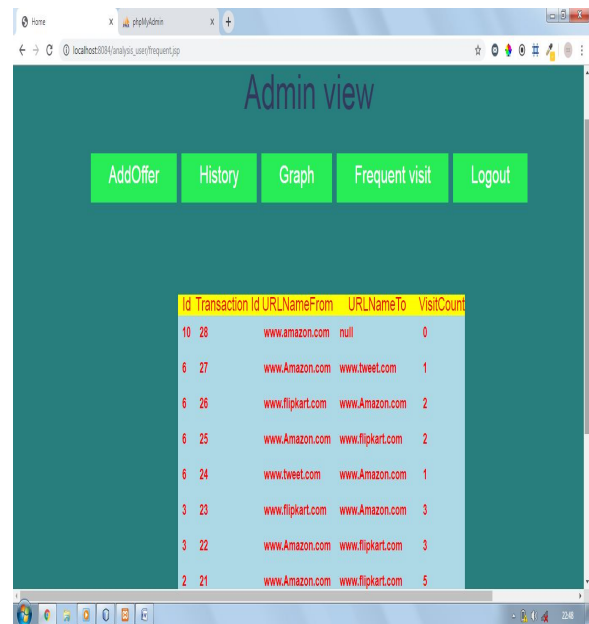 Home
phpMyAdmin
localhost:8084/analysis_user/frequent.jsp
Admin view
AddOffer History Graph Frequent visit Logout
Id Transaction Id URLNameFrom URLNameTo VisitCount
10 28 www.amazon.com null 0
6 27 www.Amazon.com www.tweet.com 1
6 26 www.flipkart.com www.Amazon.com 2
6 25 www.Amazon.com www.flipkart.com 2
6 24 www.tweet.com www.Amazon.com 1
3 23 www.flipkart.com www.Amazon.com 3
3 22 www.Amazon.com www.flipkart.com 3
2 21 www.Amazon.com www.flipkart.com 5
22:48